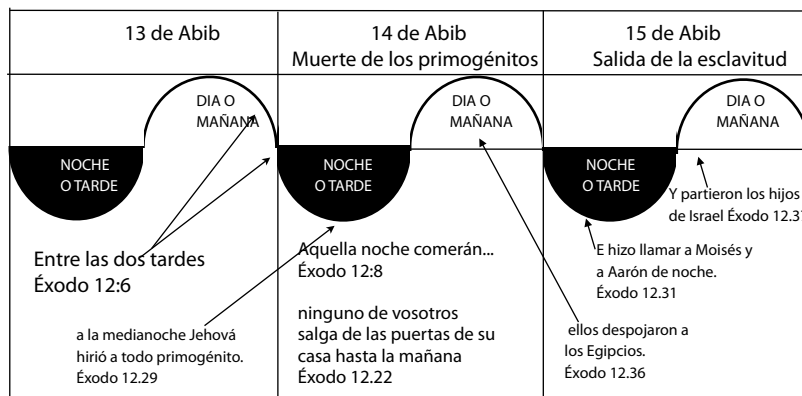 13 de Abib
14 de Abib
Muerte de los primogénitos
15 de Abib
Salida de la esclavitud
DIA O
MAÑANA
DIA O
MAÑANA
DIA O
MAÑANA
NOCHE
O TARDE
NOCHE
O TARDE
NOCHE
O TARDE
Entre las dos tardes
Éxodo 12:6
a la medianoche Jehová
hirió a todo primogénito.
Éxodo 12.29
Aquella noche comerán...
Éxodo 12:8
ninguno de vosotros
salga de las puertas de su
casa hasta la mañana
Éxodo 12.22
Y partieron los hijos
de Israel Éxodo
E hizo llamar a Moisés y
a Aarón de noche.
Éxodo 12.31
ellos despojaron a
los Egipcios.
Éxodo 12.36